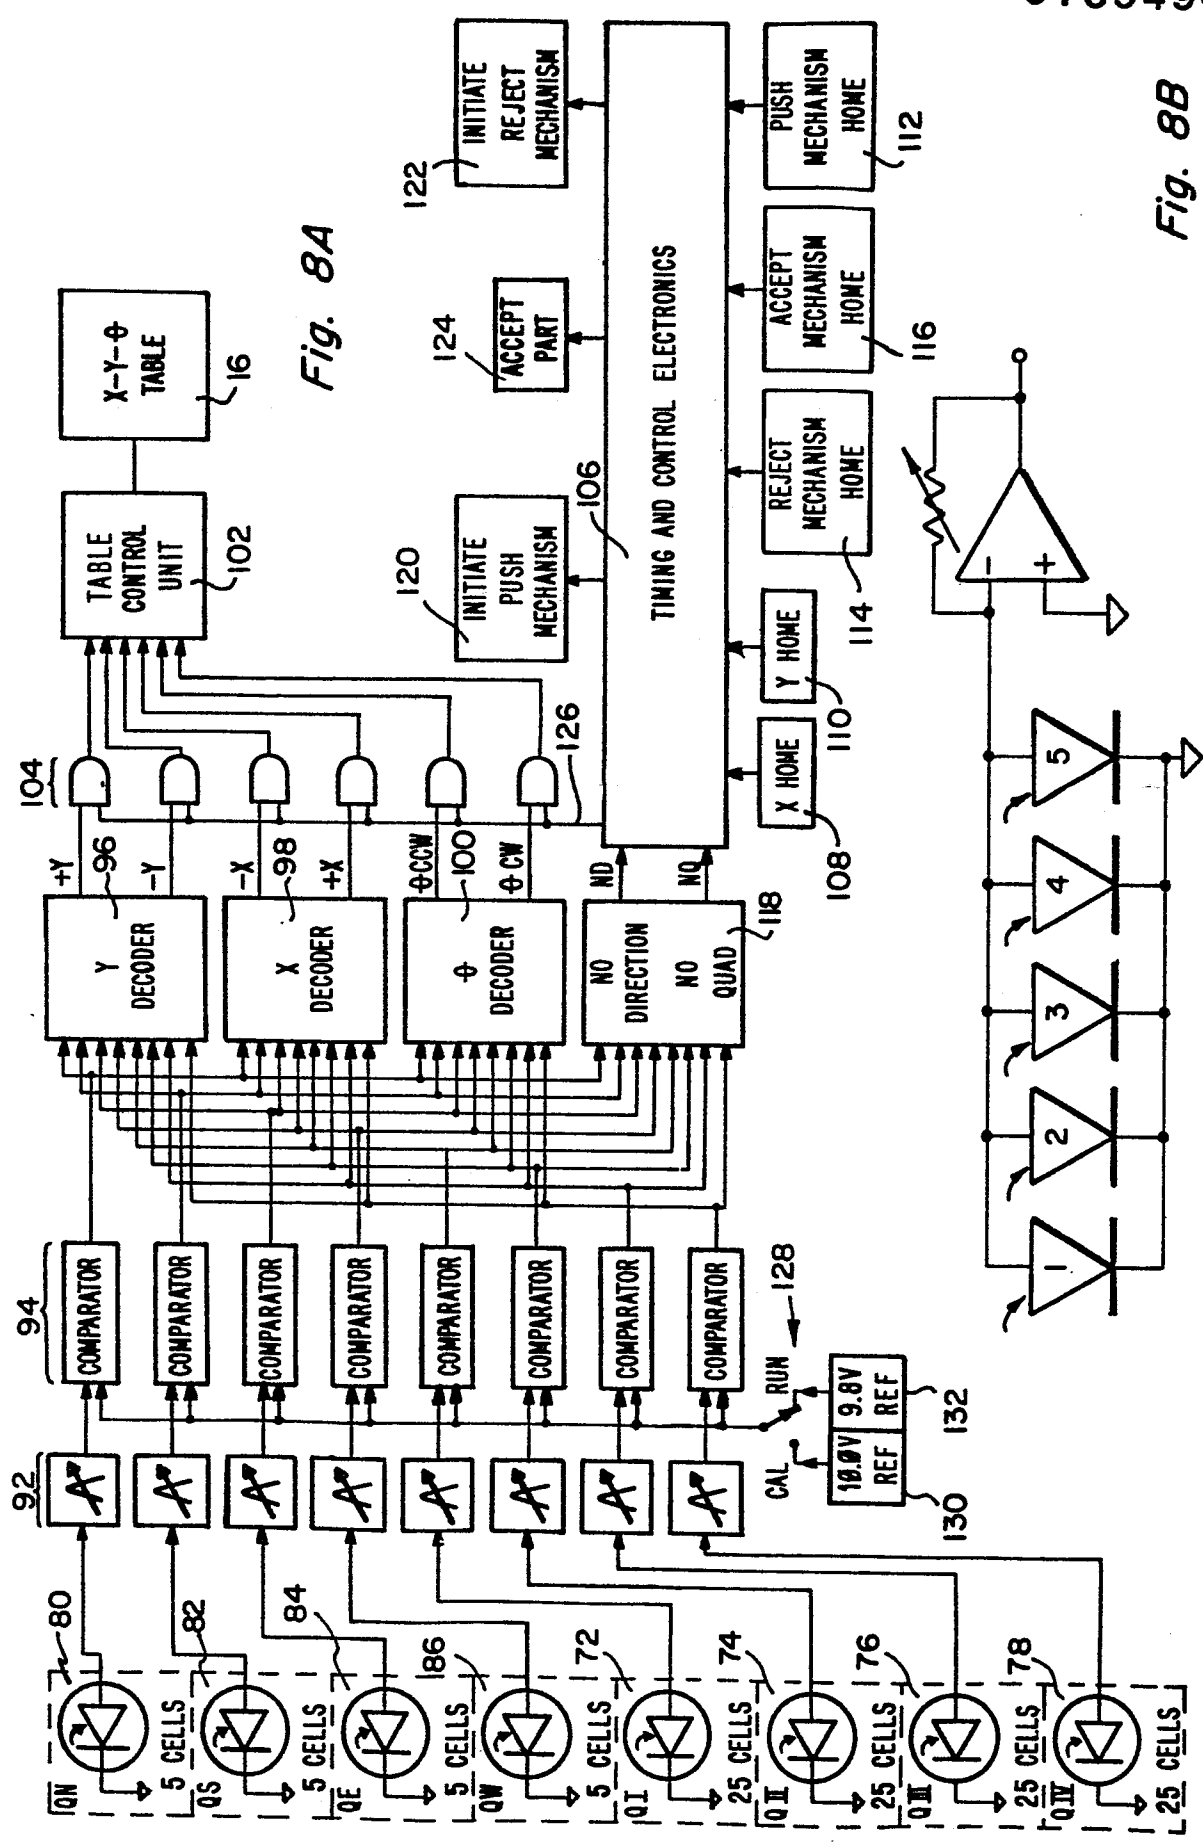 80
QN
5 CELLS
82
QS
5 CELLS
84
QE
5 CELLS
186
QW
5 CELLS
72
QI
25 CELLS
74
QII
25 CELLS
76
QIII
25 CELLS
78
QIV
25 CELLS
92
A
A
A
A
A
A
A
A
94
COMPARATOR
COMPARATOR
COMPARATOR
COMPARATOR
COMPARATOR
COMPARATOR
COMPARATOR
COMPARATOR
CAL
RUN
128
10.0V
REF
130
9.8V
REF
132
Y
DECODER
96
X
DECODER
98
θ
DECODER
100
NO
DIRECTION
NO
QUAD
118
+Y
-Y
-X
+X
θCCW
θCW
ND
NQ
104
126
TABLE
CONTROL
UNIT
102
X-Y-θ
TABLE
16
Fig. 8A
INITIATE
PUSH
MECHANISM
120
ACCEPT
PART
124
INITIATE
REJECT
MECHANISM
122
106
TIMING AND CONTROL ELECTRONICS
X HOME
108
Y HOME
110
REJECT
MECHANISM
HOME
114
ACCEPT
MECHANISM
HOME
116
PUSH
MECHANISM
HOME
112
1
2
3
4
5
-
+
Fig. 8B